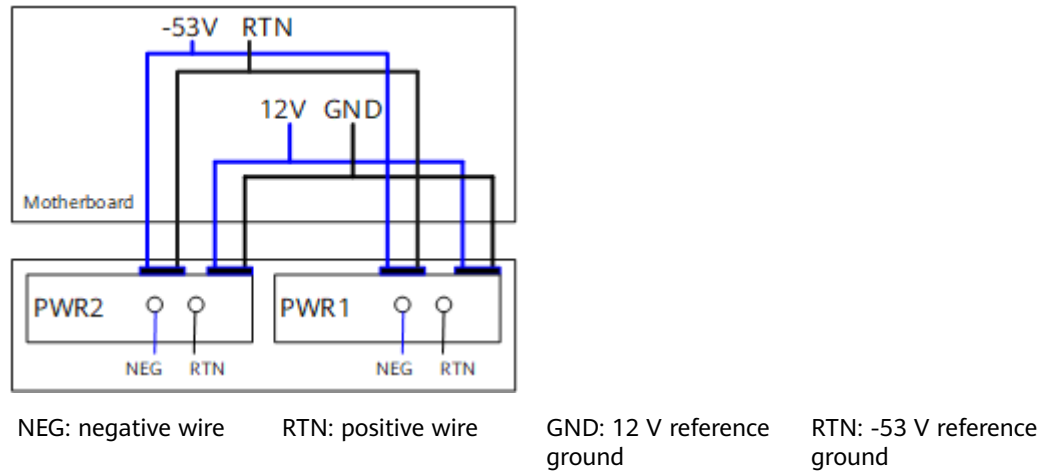 -53V RTN
12V GND
Motherboard
PWR2
PWR1
NEG RTN
NEG RTN
NEG: negative wire
RTN: positive wire
GND: 12 V reference
ground
RTN: -53 V reference
ground